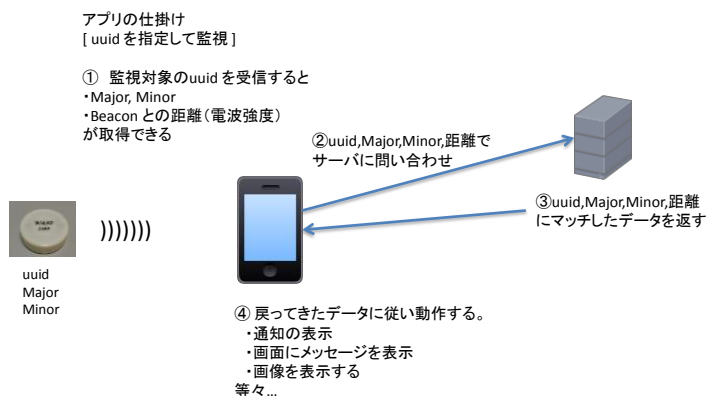 アプリの仕掛け
[ uuid を指定して監視 ]
① 監視対象のuuid を受信すると
・Major, Minor
・Beacon との距離（電波強度）
が取得できる
②uuid,Major,Minor,距離で
サーバに問い合わせ
③uuid,Major,Minor,距離
にマッチしたデータを返す
)))))))
uuid
Major
Minor
④ 戻ってきたデータに従い動作する。
・通知の表示
・画面にメッセージを表示
・画像を表示する
等々...